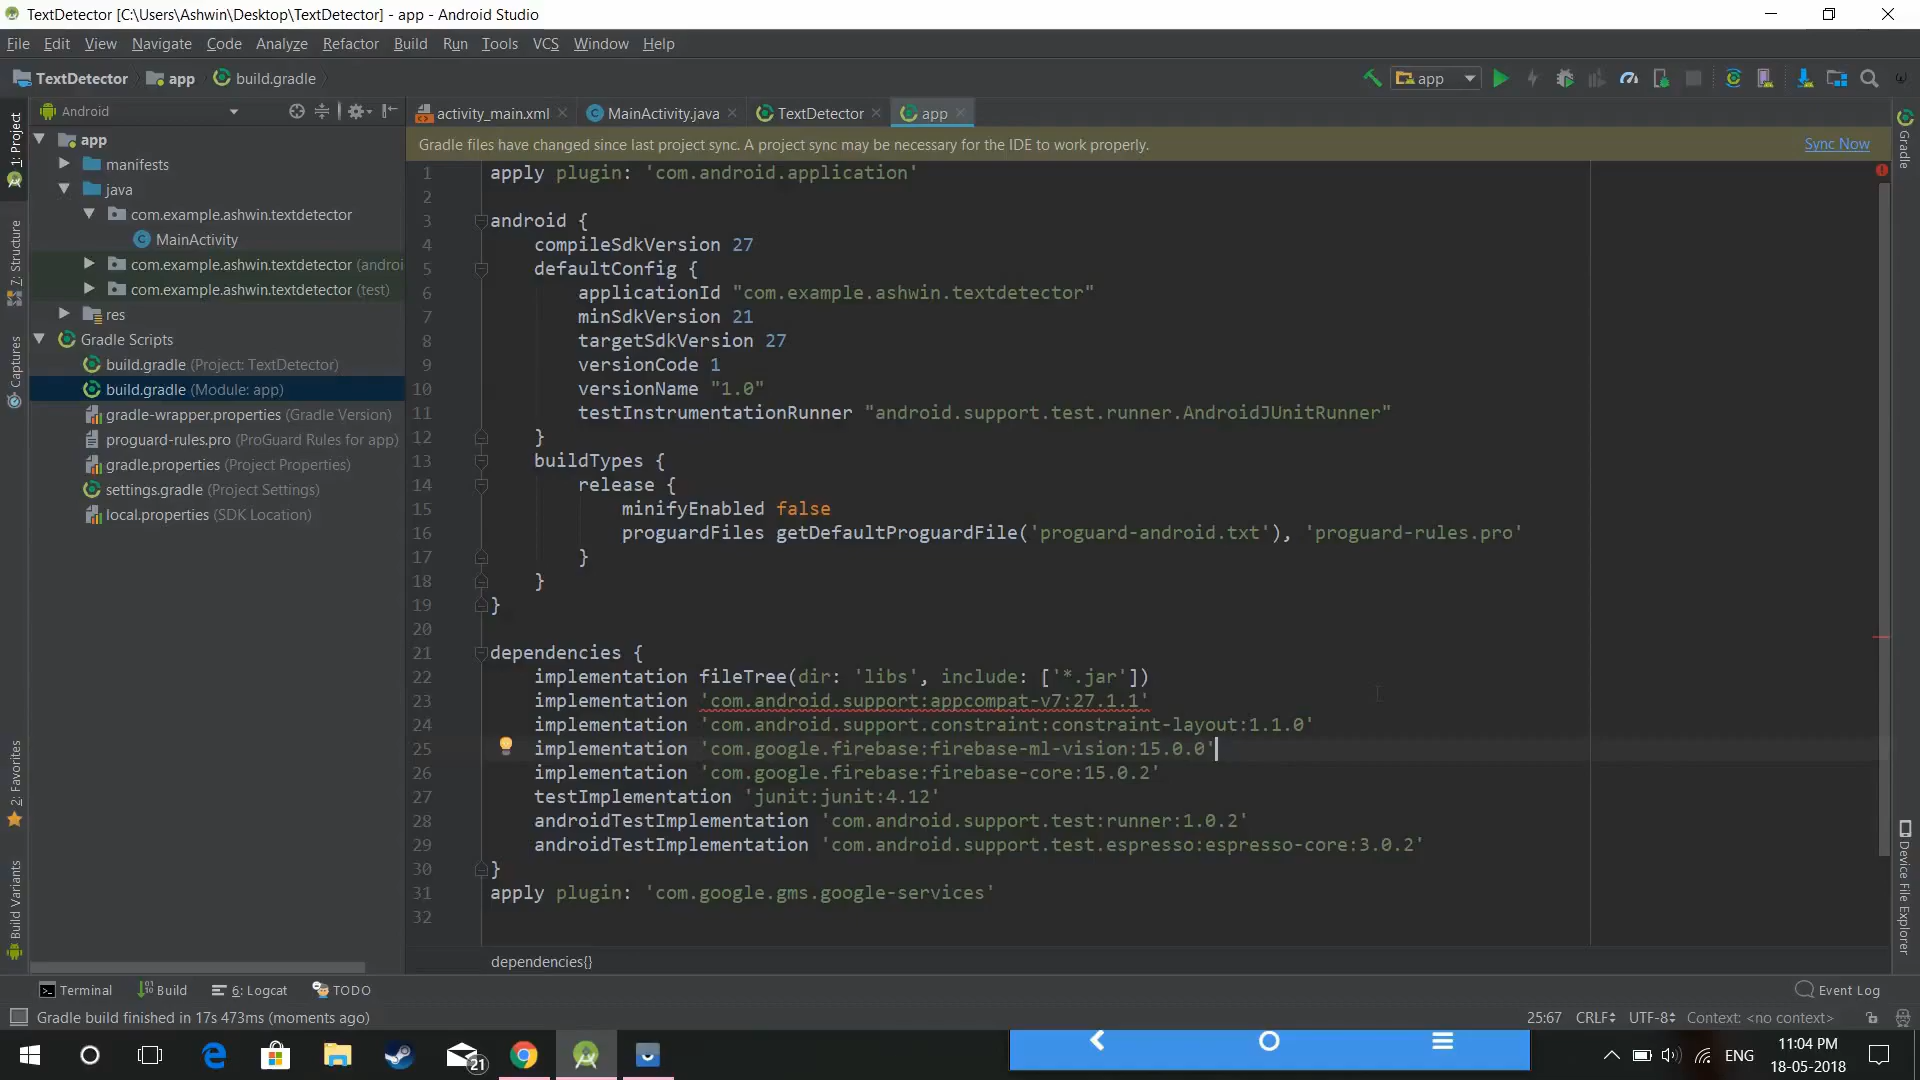 TextDetector [C:\Users\Ashwin\Desktop\TextDetector] - app - Android Studio
File Edit View Navigate Code Analyze Refactor Build Run Tools VCS Window Help
TextDetector app build.gradle
app
Android
activity_main.xml MainActivity.java TextDetector app
Gradle files have changed since last project sync. A project sync may be necessary for the IDE to work properly. Sync Now
1: Project
7: Structure
Captures
2: Favorites
Build Variants
app
manifests
java
com.example.ashwin.textdetector
MainActivity
com.example.ashwin.textdetector (androi
com.example.ashwin.textdetector (test)
res
Gradle Scripts
build.gradle (Project: TextDetector)
build.gradle (Module: app)
gradle-wrapper.properties (Gradle Version)
proguard-rules.pro (ProGuard Rules for app)
gradle.properties (Project Properties)
settings.gradle (Project Settings)
local.properties (SDK Location)
1 apply plugin: 'com.android.application'
2
3 android {
4 compileSdkVersion 27
5 defaultConfig {
6 applicationId "com.example.ashwin.textdetector"
7 minSdkVersion 21
8 targetSdkVersion 27
9 versionCode 1
10 versionName "1.0"
11 testInstrumentationRunner "android.support.test.runner.AndroidJUnitRunner"
12 }
13 buildTypes {
14 release {
15 minifyEnabled false
16 proguardFiles getDefaultProguardFile('proguard-android.txt'), 'proguard-rules.pro'
17 }
18 }
19 }
20
21 dependencies {
22 implementation fileTree(dir: 'libs', include: ['*.jar'])
23 implementation 'com.android.support:appcompat-v7:27.1.1'
24 implementation 'com.android.support.constraint:constraint-layout:1.1.0'
25 implementation 'com.google.firebase:firebase-ml-vision:15.0.0'
26 implementation 'com.google.firebase:firebase-core:15.0.2'
27 testImplementation 'junit:junit:4.12'
28 androidTestImplementation 'com.android.support.test:runner:1.0.2'
29 androidTestImplementation 'com.android.support.test.espresso:espresso-core:3.0.2'
30 }
31 apply plugin: 'com.google.gms.google-services'
32
dependencies{}
Gradle
Device File Explorer
Terminal Build 6: Logcat TODO Event Log
Gradle build finished in 17s 473ms (moments ago) 25:67 CRLF UTF-8 Context: <no context>
21
ENG
11:04 PM
18-05-2018